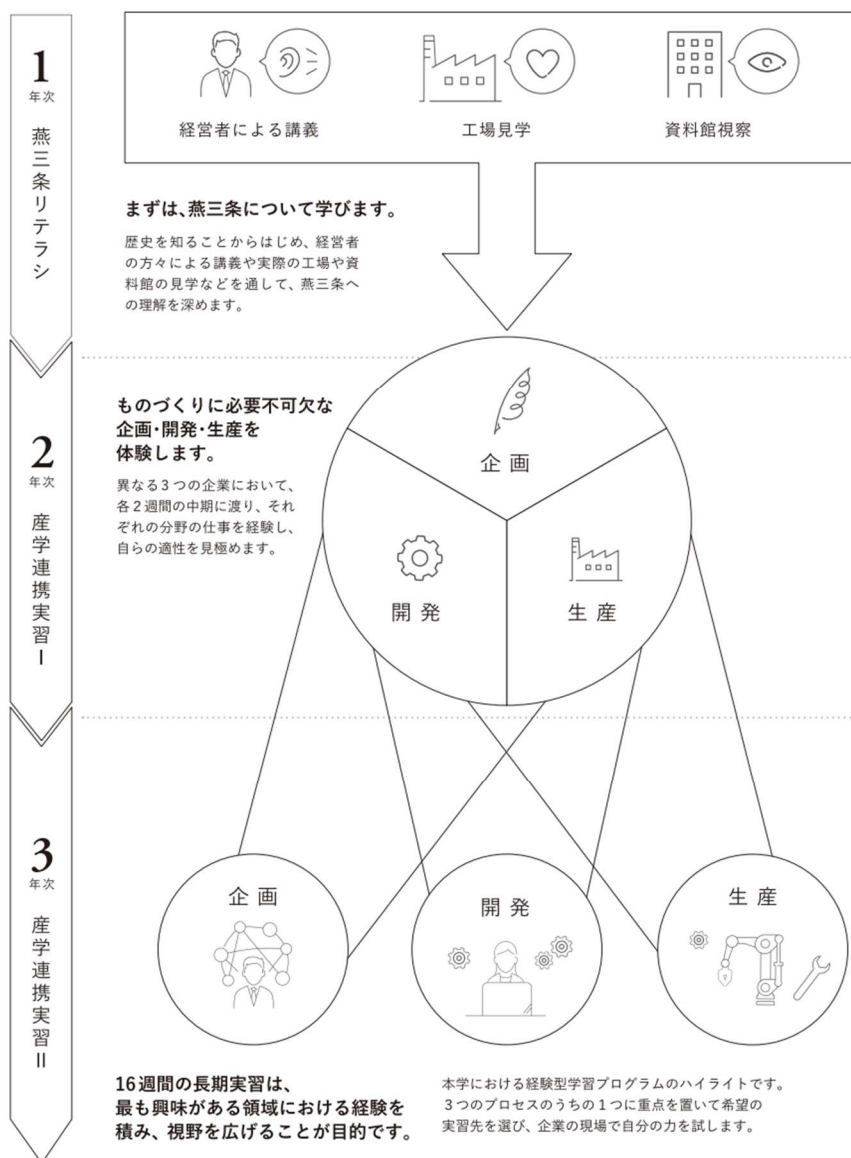 1
年次
燕三条リテラシ
経営者による講義
工場見学
資料館視察
まずは、燕三条について学びます。
歴史を知ることからはじめ、経営者
の方々による講義や実際の工場や資
料館の見学などを通して、燕三条へ
の理解を深めます。
2
年次
産学連携実習Ⅰ
ものづくりに必要不可欠な
企画・開発・生産を
体験します。
異なる3つの企業において、
各2週間の中期に渡り、それ
ぞれの分野の仕事を経験し、
自らの適性を見極めます。
企画
開発
生産
3
年次
産学連携実習Ⅱ
企画
開発
生産
16週間の長期実習は、
最も興味がある領域における経験を
積み、視野を広げることが目的です。
本学における経験型学習プログラムのハイライトです。
3つのプロセスのうちの1つに重点を置いて希望の
実習先を選び、企業の現場で自分の力を試します。